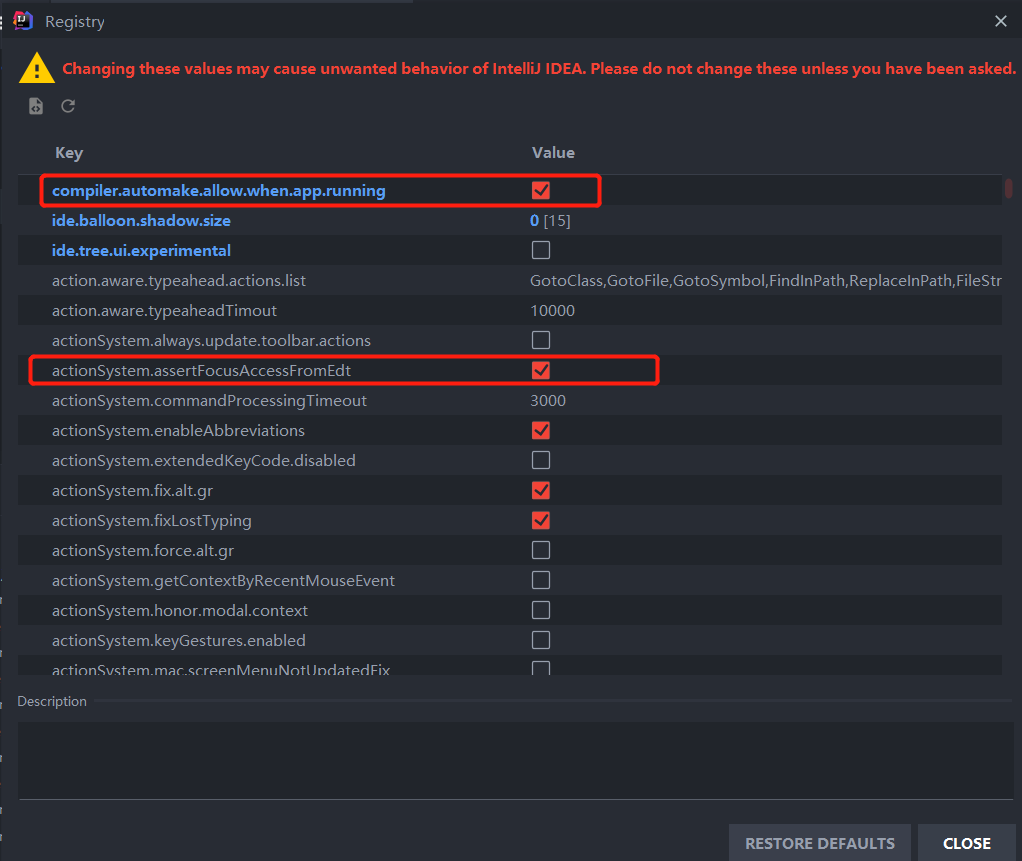 Registry
Changing these values may cause unwanted behavior of IntelliJ IDEA. Please do not change these unless you have been asked.
Key Value
compiler.automake.allow.when.app.running
ide.balloon.shadow.size 0 [15]
ide.tree.ui.experimental
action.aware.typeahead.actions.list GotoClass,GotoFile,GotoSymbol,FindInPath,ReplaceInPath,FileStr
action.aware.typeaheadTimout 10000
actionSystem.always.update.toolbar.actions
actionSystem.assertFocusAccessFromEdt
actionSystem.commandProcessingTimeout 3000
actionSystem.enableAbbreviations
actionSystem.extendedKeyCode.disabled
actionSystem.fix.alt.gr
actionSystem.fixLostTyping
actionSystem.force.alt.gr
actionSystem.getContextByRecentMouseEvent
actionSystem.honor.modal.context
actionSystem.keyGestures.enabled
actionSystem.mac.screenMenuNotUpdatedFix
Description
RESTORE DEFAULTS CLOSE